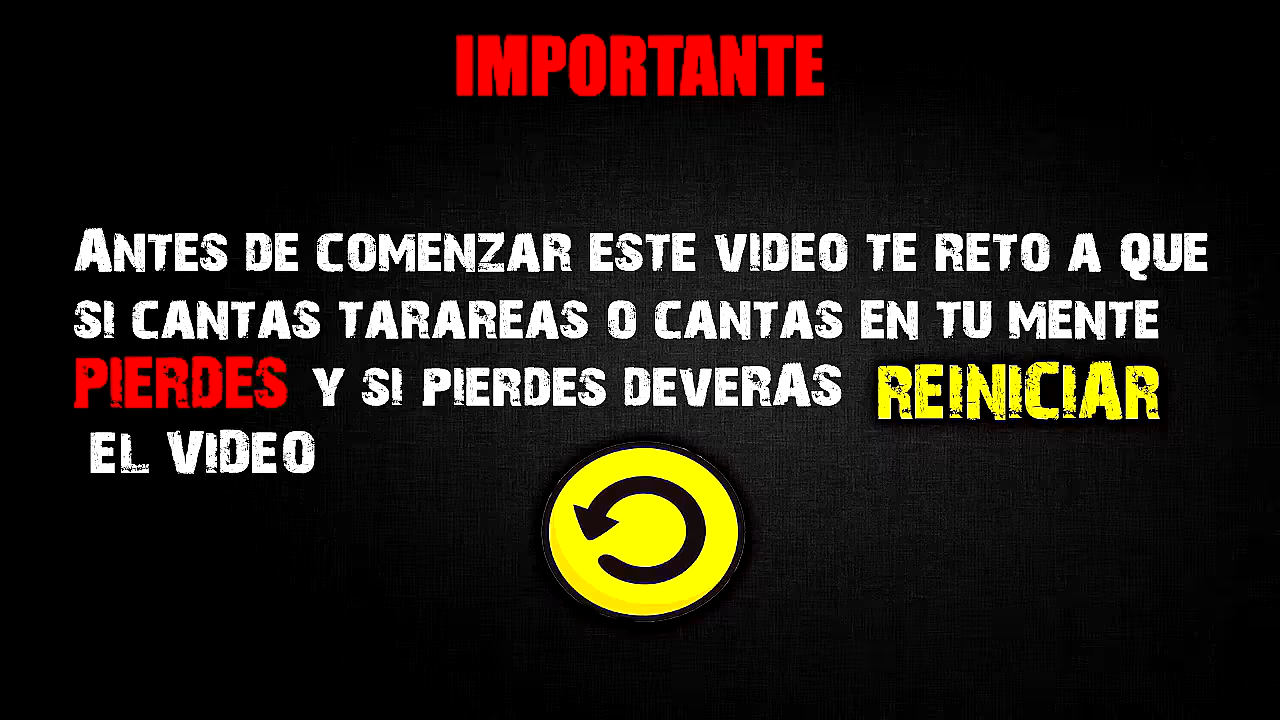 IMPORTANTE
ANTES DE COMENZAR ESTE VIDEO TE RETO A QUE
SI CANTAS TARAREAS O CANTAS EN TU MENTE
PIERDES Y SI PIERDES DEVERAS REINICIAR
EL VIDEO